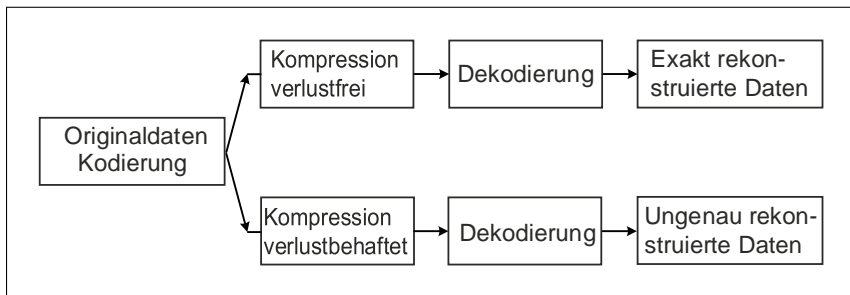 Originaldaten
Kodierung
Kompression
verlustfrei
Dekodierung
Exakt rekon-
struierte Daten
Kompression
verlustbehaftet
Dekodierung
Ungenau rekon-
struierte Daten